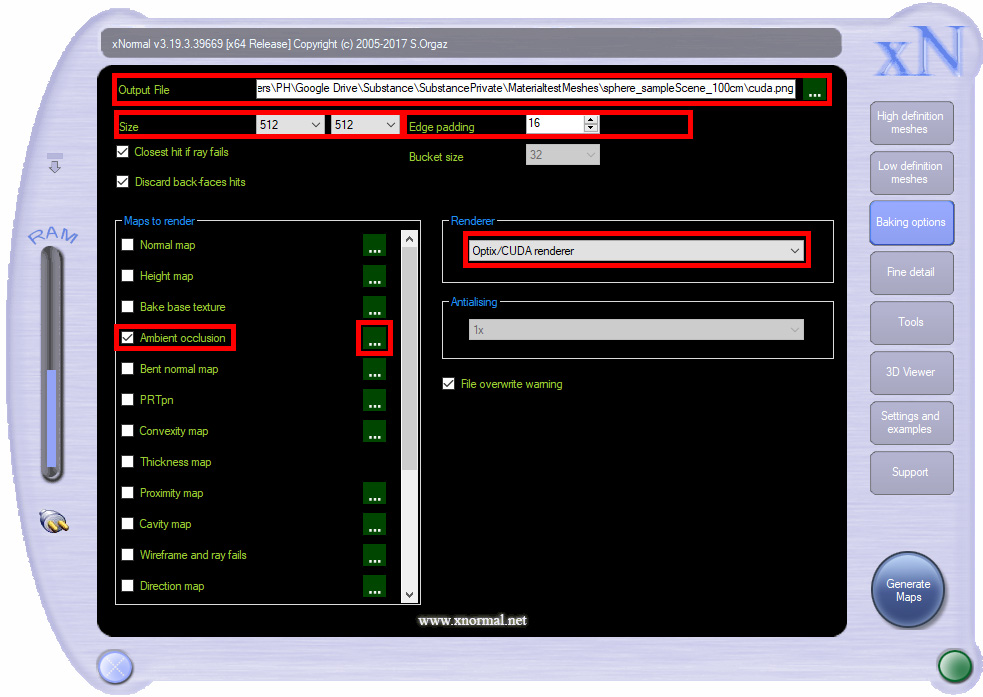 xNormal v3.19.3.39669 [x64 Release] Copyright (c) 2005-2017 S.Orgaz
xN
Output File
ers\PH\Google Drive\Substance\SubstancePrivate\MaterialtestMeshes\sphere_sampleScene_100cm\cuda.png
...
Size
512
512
Edge padding
16
Closest hit if ray fails
Bucket size
32
Discard back-faces hits
Maps to render
Normal map
...
Height map
...
Bake base texture
...
Ambient occlusion
...
Bent normal map
...
PRTpn
...
Convexity map
...
Thickness map
Proximity map
...
Cavity map
...
Wireframe and ray fails
...
Direction map
...
Renderer
Optix/CUDA renderer
Antialising
1x
File overwrite warning
www.xnormal.net
RAM
High definition
meshes
Low definition
meshes
Baking options
Fine detail
Tools
3D Viewer
Settings and
examples
Support
Generate
Maps